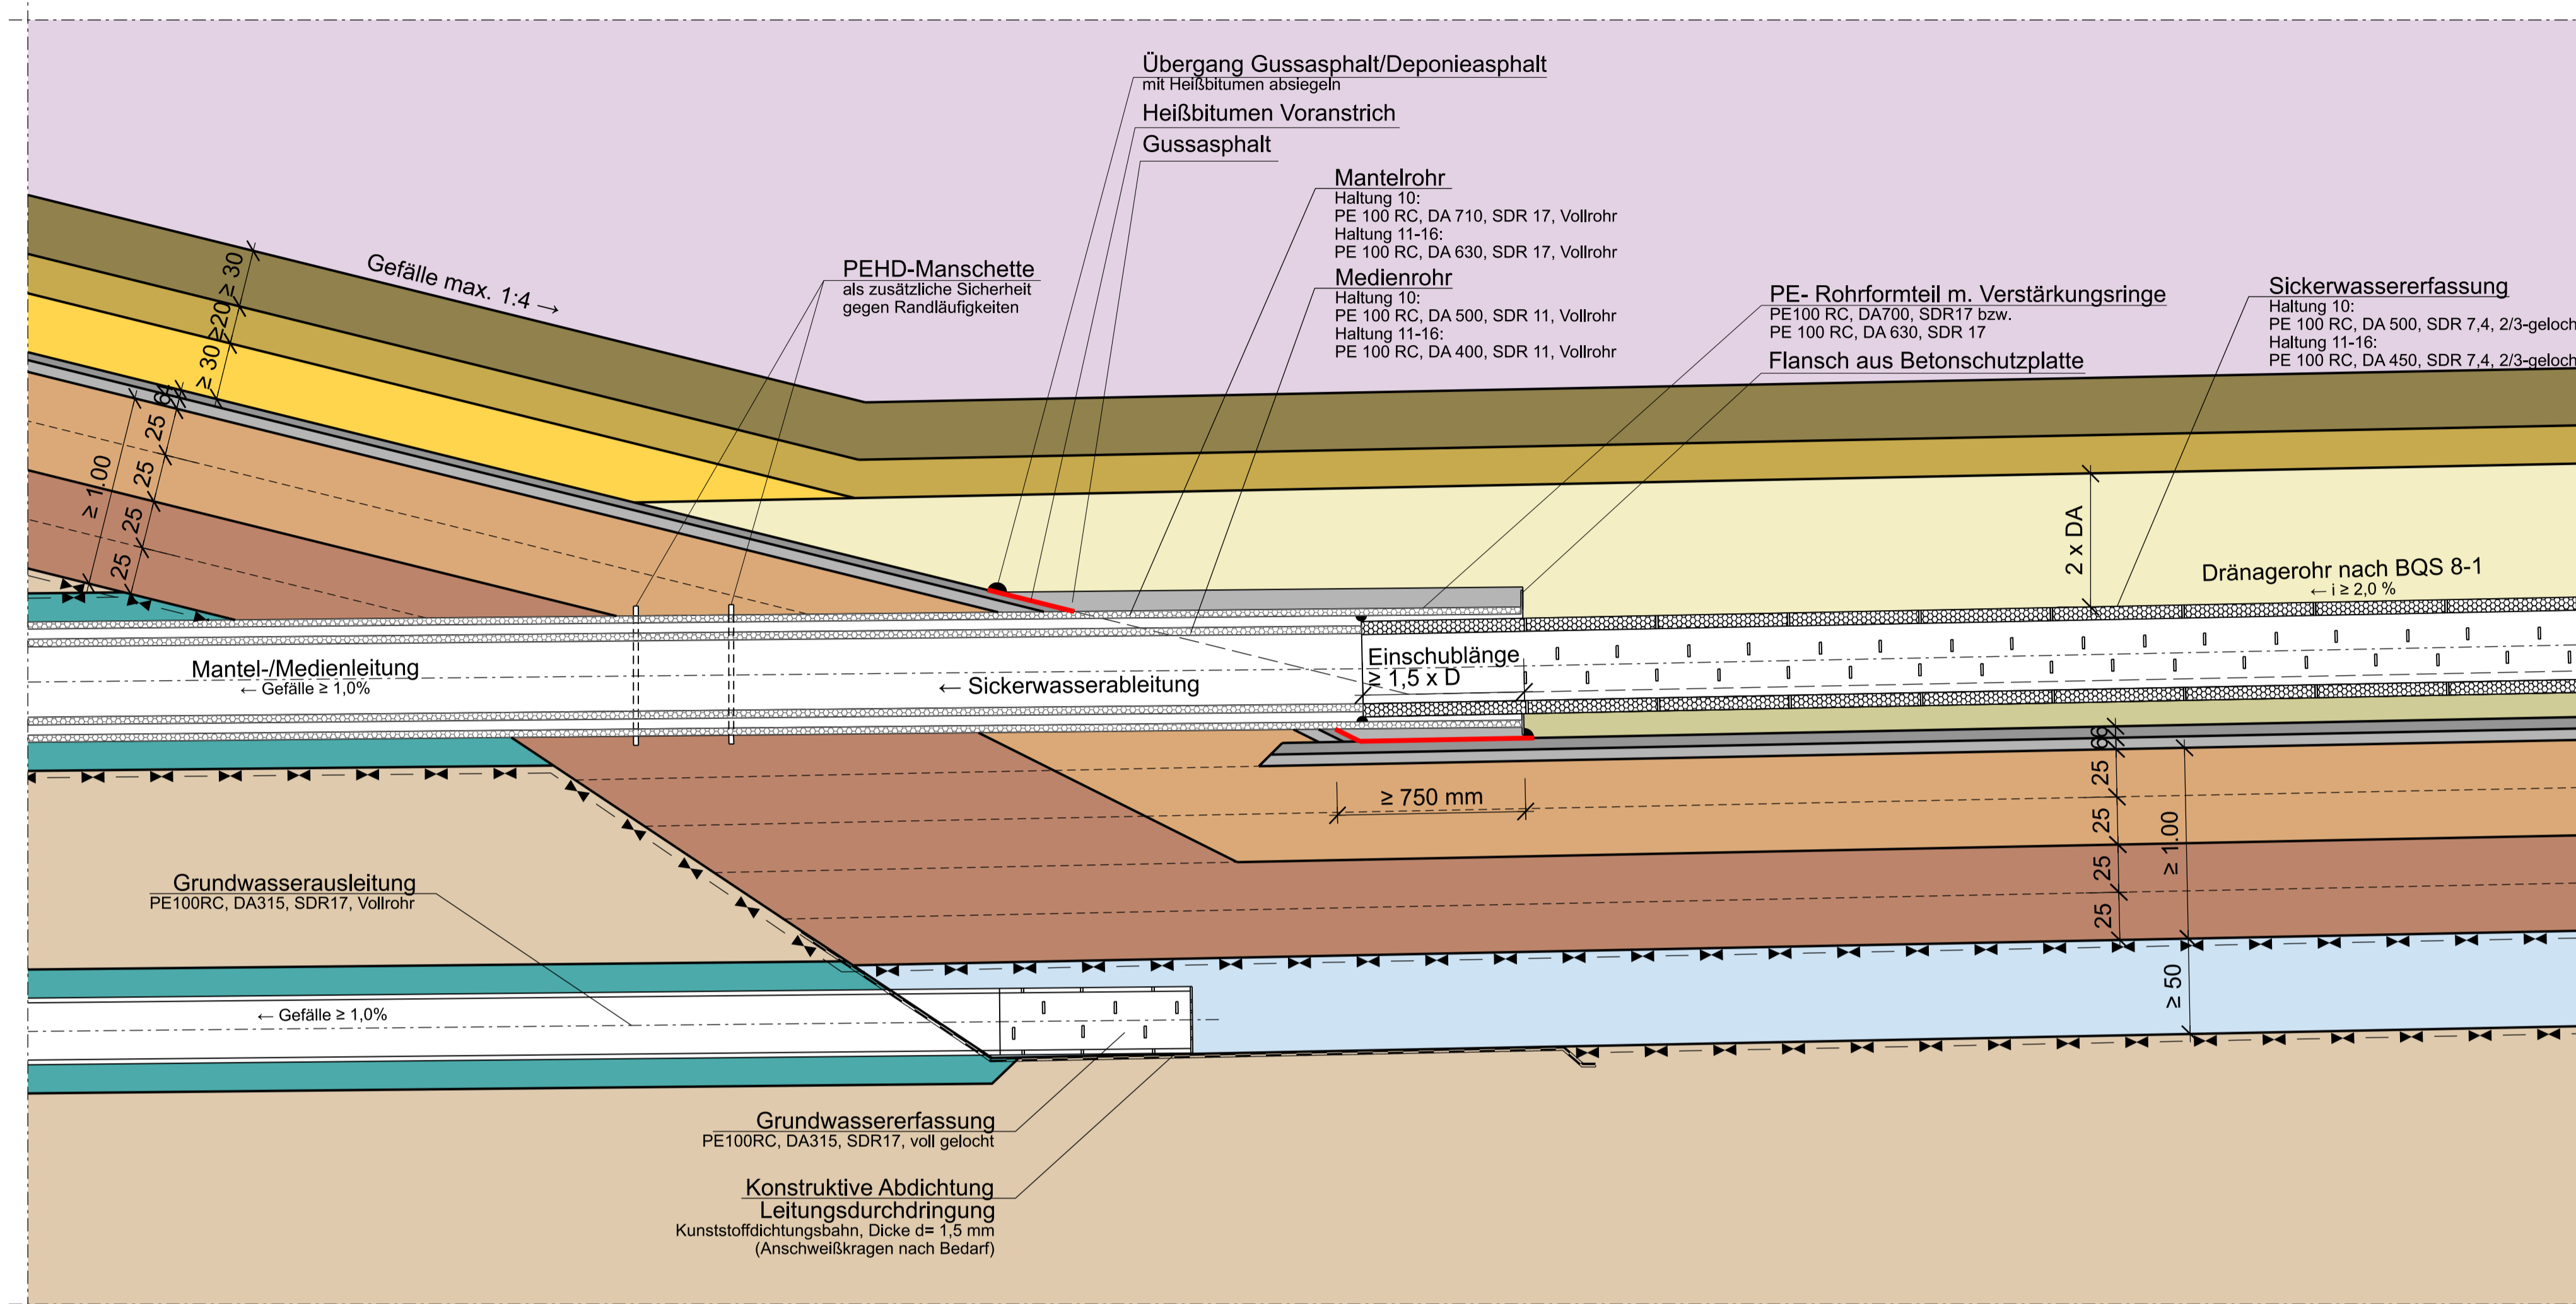 Übergang Gussasphalt/Deponieasphalt
mit Heißbitumen absiegeln
Heißbitumen Voranstrich
Gussasphalt
Mantelrohr
Haltung 10:
PE 100 RC, DA 710, SDR 17, Vollrohr
Haltung 11-16:
PE 100 RC, DA 630, SDR 17, Vollrohr
Medienrohr
Haltung 10:
PE 100 RC, DA 500, SDR 11, Vollrohr
Haltung 11-16:
PE 100 RC, DA 400, SDR 11, Vollrohr
PEHD-Manschette
als zusätzliche Sicherheit
gegen Randläufigkeiten
PE- Rohrformteil m. Verstärkungsringe
PE100 RC, DA700, SDR17 bzw.
PE 100 RC, DA 630, SDR 17
Flansch aus Betonschutzplatte
Sickerwassererfassung
Haltung 10:
PE 100 RC, DA 500, SDR 7,4, 2/3-geloch
Haltung 11-16:
PE 100 RC, DA 450, SDR 7,4, 2/3-geloch
Gefälle max. 1:4 →
≥ 30
≥20
≥ 30
6
6
25
25
25
25
≥ 1.00
2 x DA
Dränagerohr nach BQS 8-1
← i ≥ 2,0 %
Mantel-/Medienleitung
← Gefälle ≥ 1,0%
← Sickerwasserableitung
Einschublänge
≥ 1,5 x D
≥ 750 mm
6
6
25
25
25
25
≥ 1.00
≥ 50
Grundwasserausleitung
PE100RC, DA315, SDR17, Vollrohr
← Gefälle ≥ 1,0%
Grundwassererfassung
PE100RC, DA315, SDR17, voll gelocht
Konstruktive Abdichtung
Leitungsdurchdringung
Kunststoffdichtungsbahn, Dicke d= 1,5 mm
(Anschweißkragen nach Bedarf)